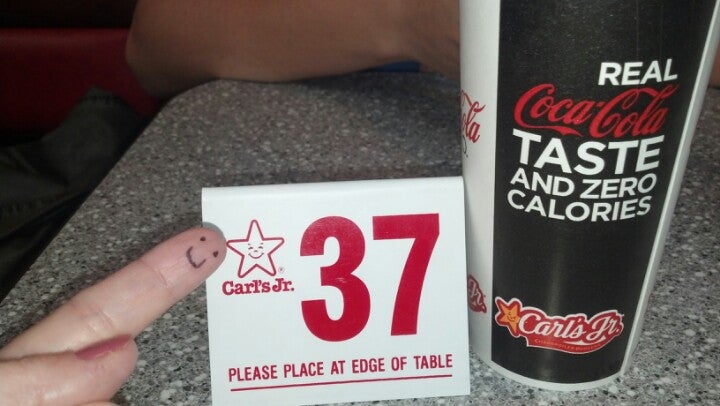 37
Carl's Jr.
®
PLEASE PLACE AT EDGE OF TABLE
REAL
Coca-Cola
TASTE
AND ZERO
CALORIES
Carl's Jr.